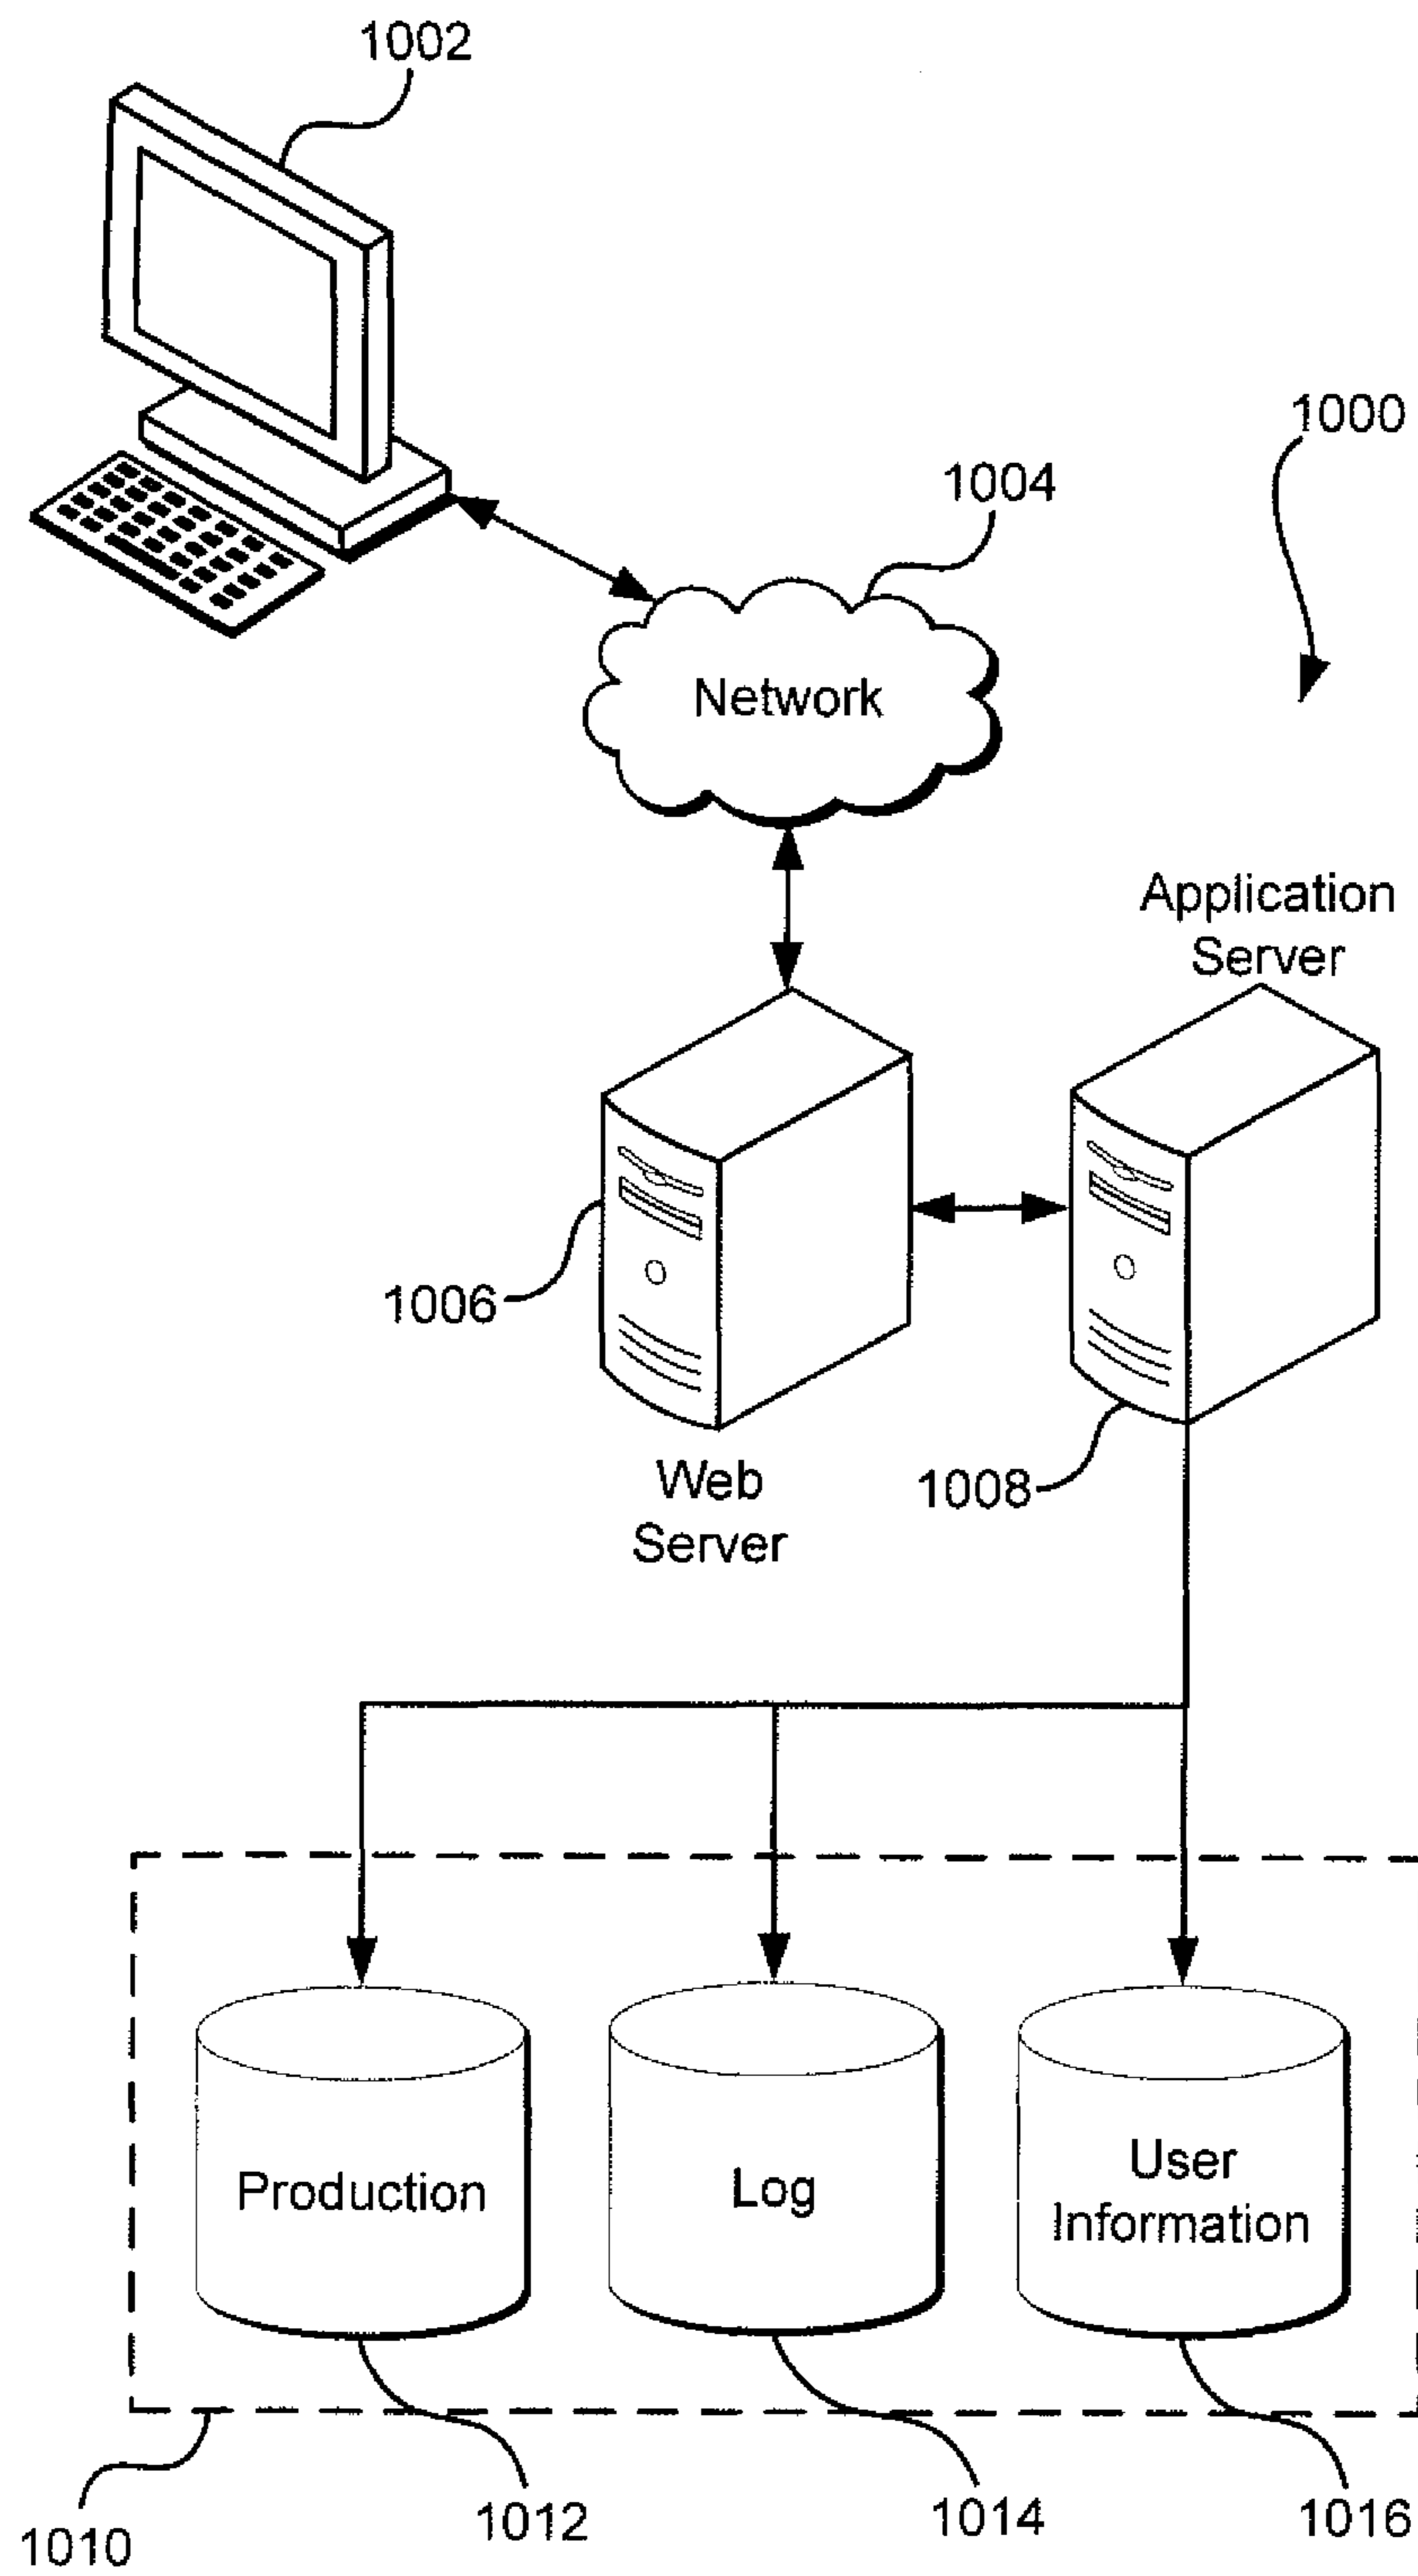 1002
1000
1004
Network
Application
Server
1006
1008
Web
Server
Production
Log
User
Information
1010
1012
1014
1016